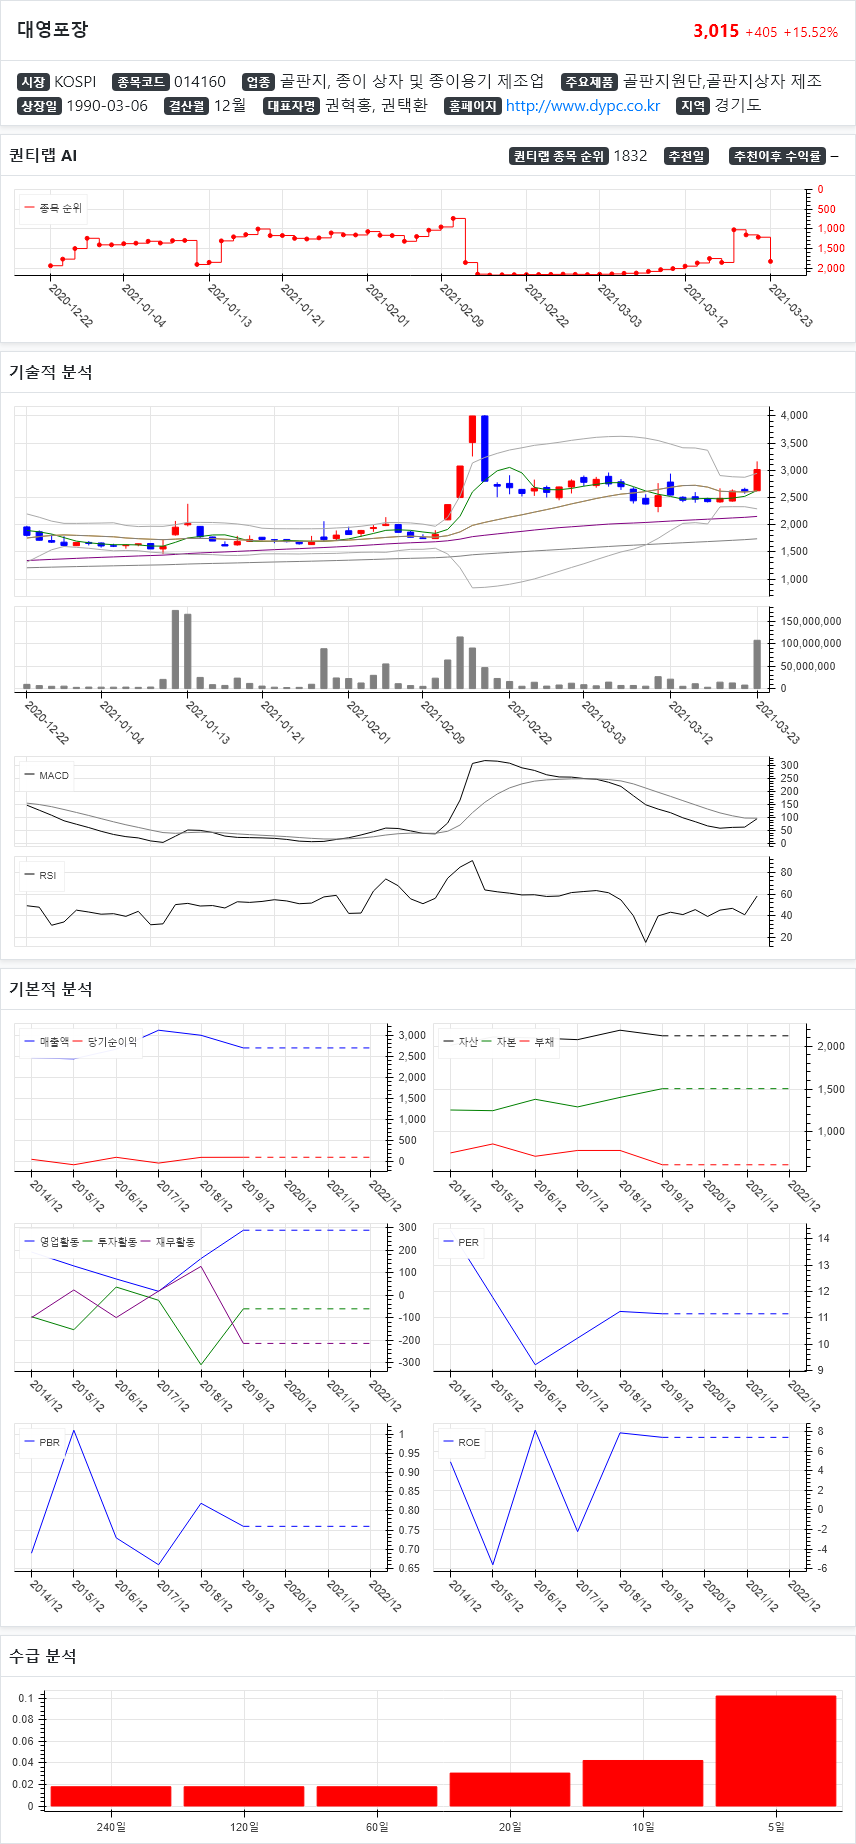 대영포장
3,015 +405 +15.52%
시장 KOSPI 종목코드 014160 업종 골판지, 종이 상자 및 종이용기 제조업 주요제품 골판지원단,골판지상자 제조
상장일 1990-03-06 결산월 12월 대표자명 권혁홍, 권택환 홈페이지 http://www.dypc.co.kr 지역 경기도
퀀티랩 AI
퀀티랩 종목 순위 1832 추천일 추천이후 수익률 –
종목 순위
0
500
1,000
1,500
2,000
2020-12-22 2021-01-04 2021-01-13 2021-01-21 2021-02-01 2021-02-09 2021-02-22 2021-03-03 2021-03-12 2021-03-23
기술적 분석
4,000
3,500
3,000
2,500
2,000
1,500
1,000
150,000,000
100,000,000
50,000,000
0
2020-12-22 2021-01-04 2021-01-13 2021-01-21 2021-02-01 2021-02-09 2021-02-22 2021-03-03 2021-03-12 2021-03-23
MACD
300
250
200
150
100
50
0
RSI
80
60
40
20
기본적 분석
매출액 당기순이익
3,000
2,500
2,000
1,500
1,000
500
0
2014/12 2015/12 2016/12 2017/12 2018/12 2019/12 2020/12 2021/12 2022/12
자산 자본 부채
2,000
1,500
1,000
2014/12 2015/12 2016/12 2017/12 2018/12 2019/12 2020/12 2021/12 2022/12
영업활동 투자활동 재무활동
300
200
100
0
-100
-200
-300
2014/12 2015/12 2016/12 2017/12 2018/12 2019/12 2020/12 2021/12 2022/12
PER
14
13
12
11
10
9
2014/12 2015/12 2016/12 2017/12 2018/12 2019/12 2020/12 2021/12 2022/12
PBR
1
0.95
0.90
0.85
0.80
0.75
0.70
0.65
2014/12 2015/12 2016/12 2017/12 2018/12 2019/12 2020/12 2021/12 2022/12
ROE
8
6
4
2
0
-2
-4
-6
2014/12 2015/12 2016/12 2017/12 2018/12 2019/12 2020/12 2021/12 2022/12
수급 분석
0.1
0.08
0.06
0.04
0.02
0
240일 120일 60일 20일 10일 5일